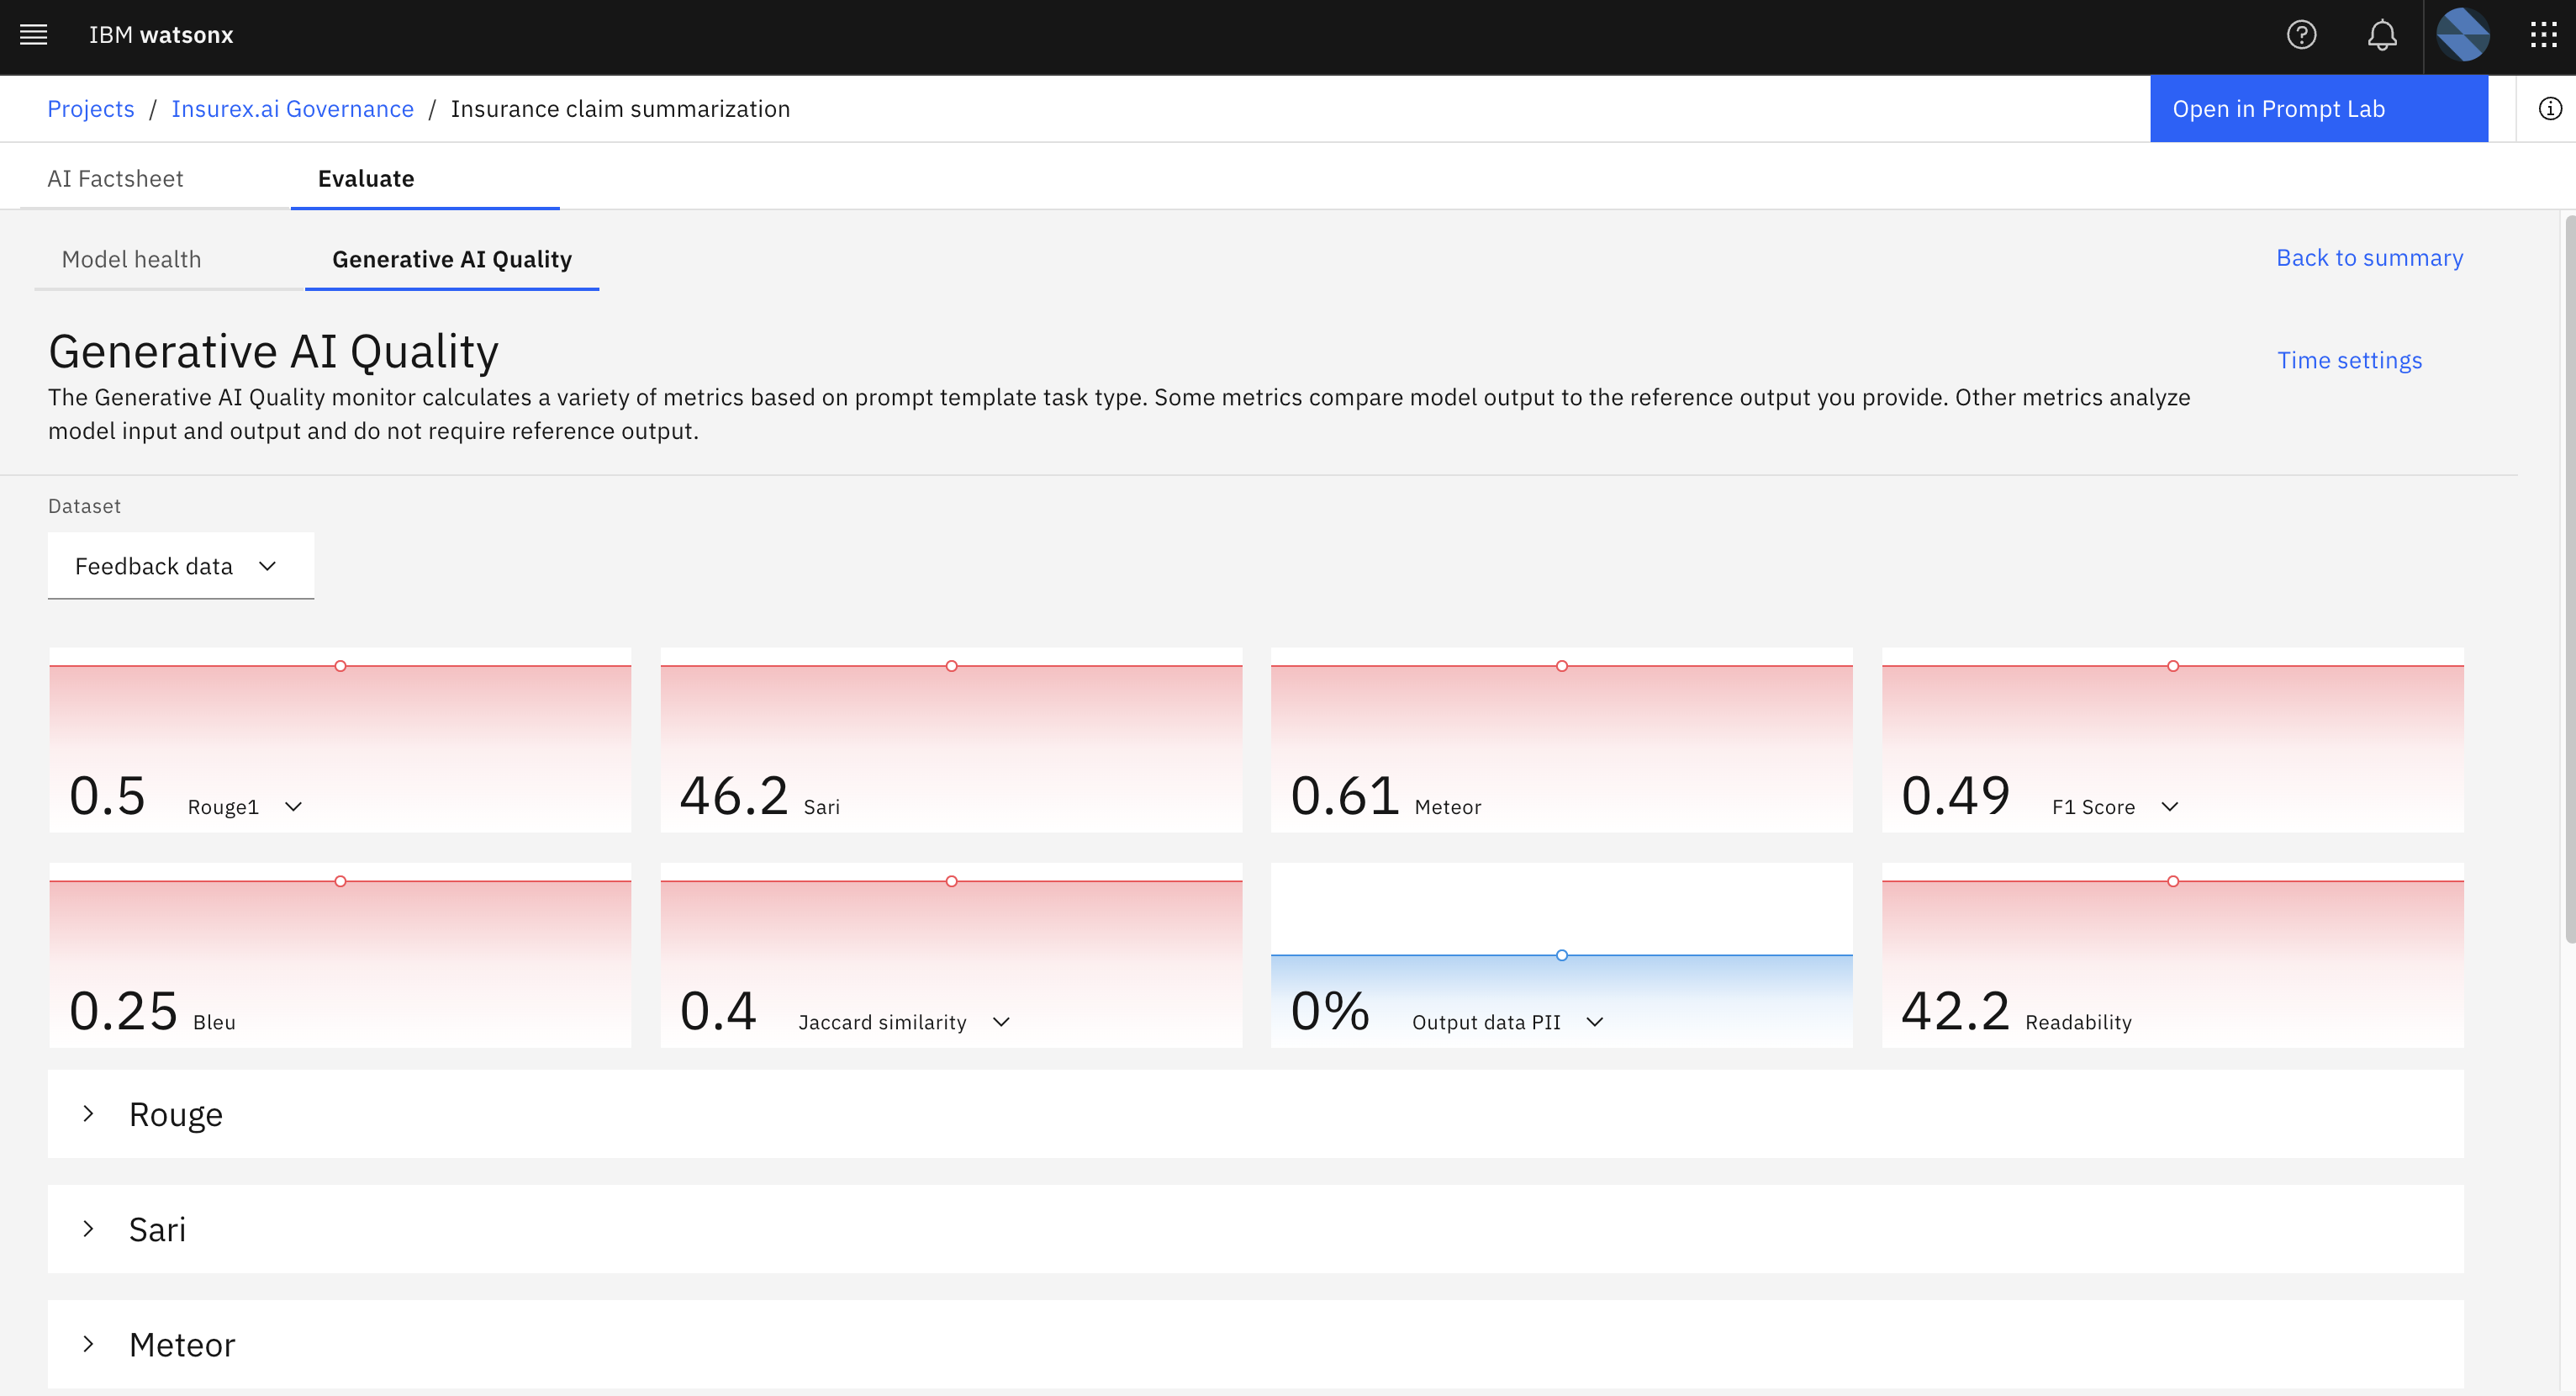 IBM watsonx
Projects / Insurex.ai Governance / Insurance claim summarization
Open in Prompt Lab
AI Factsheet
Evaluate
Model health
Generative AI Quality
Back to summary
Generative AI Quality
Time settings
The Generative AI Quality monitor calculates a variety of metrics based on prompt template task type. Some metrics compare model output to the reference output you provide. Other metrics analyze
model input and output and do not require reference output.
Dataset
Feedback data
0.5 Rouge1
46.2 Sari
0.61 Meteor
0.49 F1 Score
0.25 Bleu
0.4 Jaccard similarity
0% Output data PII
42.2 Readability
Rouge
Sari
Meteor